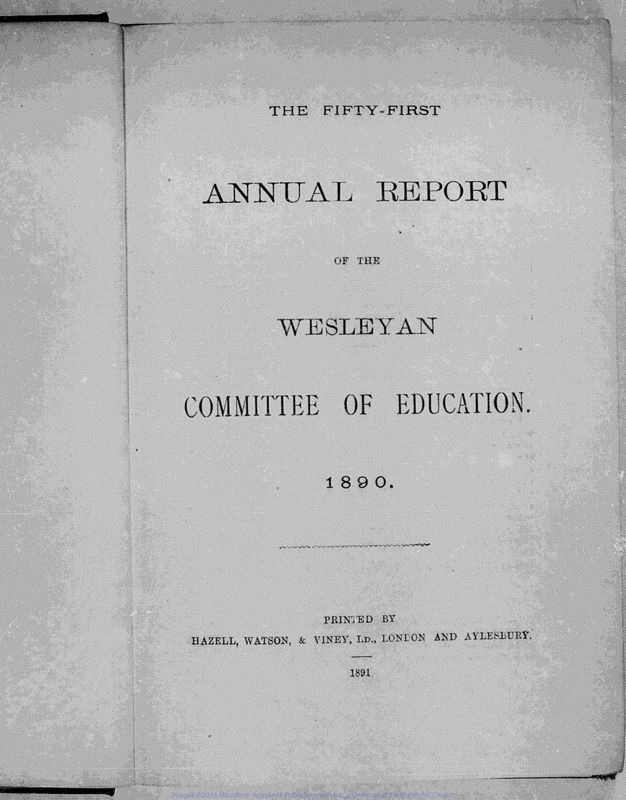 THE FIFTY-FIRST
ANNUAL REPORT
OF THE
WESLEYAN
COMMITTEE OF EDUCATION.
1890.
PRINTED BY
HAZELL, WATSON, & VINEY, LD., LONDON AND AYLESBURY.
1891.